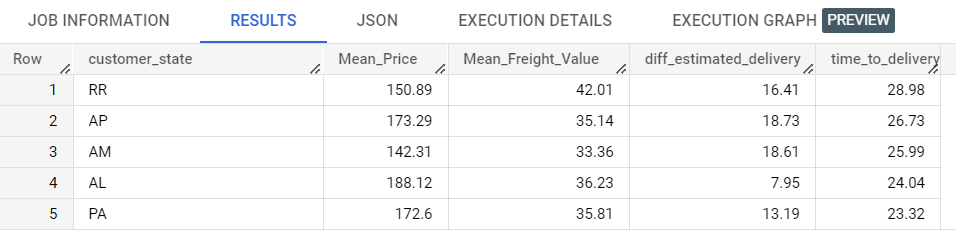 JOB INFORMATION RESULTS JSON EXECUTION DETAILS EXECUTION GRAPH PREVIEW
Row customer_state Mean_Price Mean_Freight_Value diff_estimated_delivery time_to_delivery
1 RR 150.89 42.01 16.41 28.98
2 AP 173.29 35.14 18.73 26.73
3 AM 142.31 33.36 18.61 25.99
4 AL 188.12 36.23 7.95 24.04
5 PA 172.6 35.81 13.19 23.32